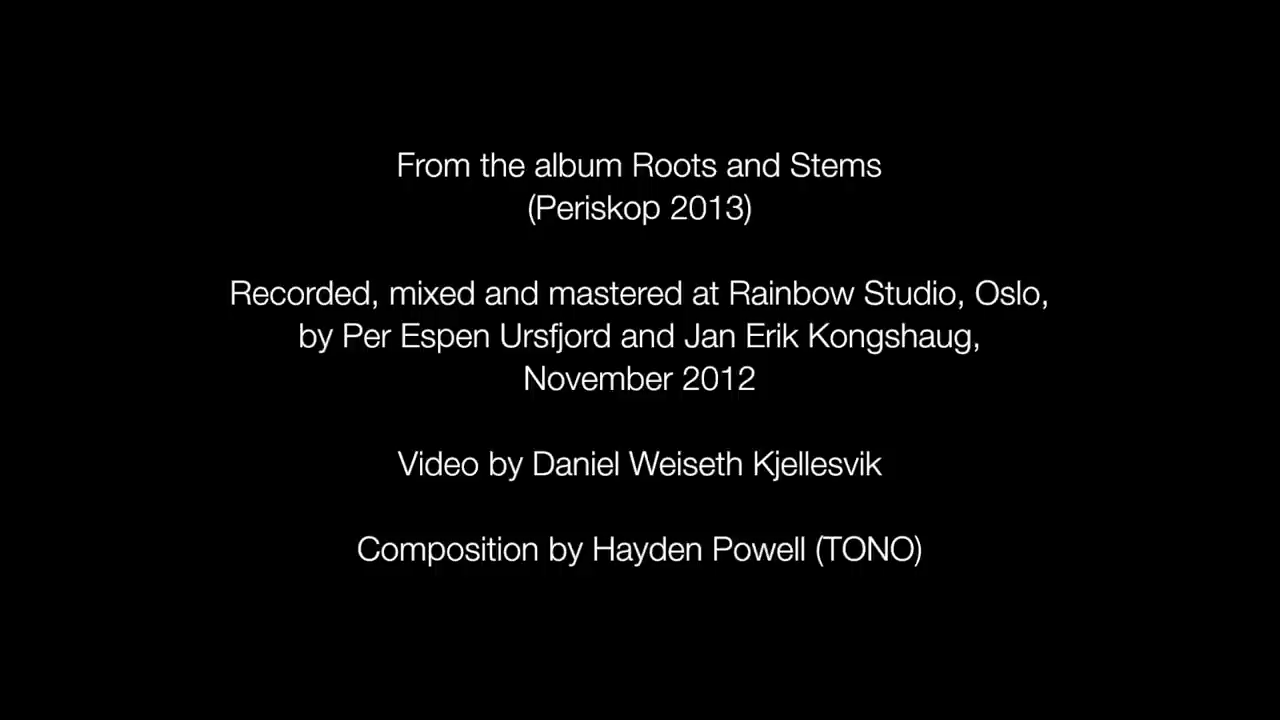 From the album Roots and Stems
(Periskop 2013)
Recorded, mixed and mastered at Rainbow Studio, Oslo,
by Per Espen Ursfjord and Jan Erik Kongshaug,
November 2012
Video by Daniel Weiseth Kjellesvik
Composition by Hayden Powell (TONO)